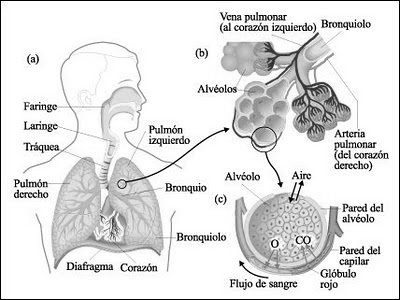 Vena pulmonar
(al corazón izquierdo)
Bronquiolo
(a)
(b)
Alvéolos
Faringe
Laringe
Tráquea
Pulmón
izquierdo
Arteria
pulmonar
(del corazón
derecho)
Pulmón
derecho
Bronquio
Alvéolo
Aire
(c)
Pared del
alvéolo
Bronquiolo
O
CO
Pared del
capilar
Diafragma
Corazón
Flujo de sangre
Glóbulo
rojo